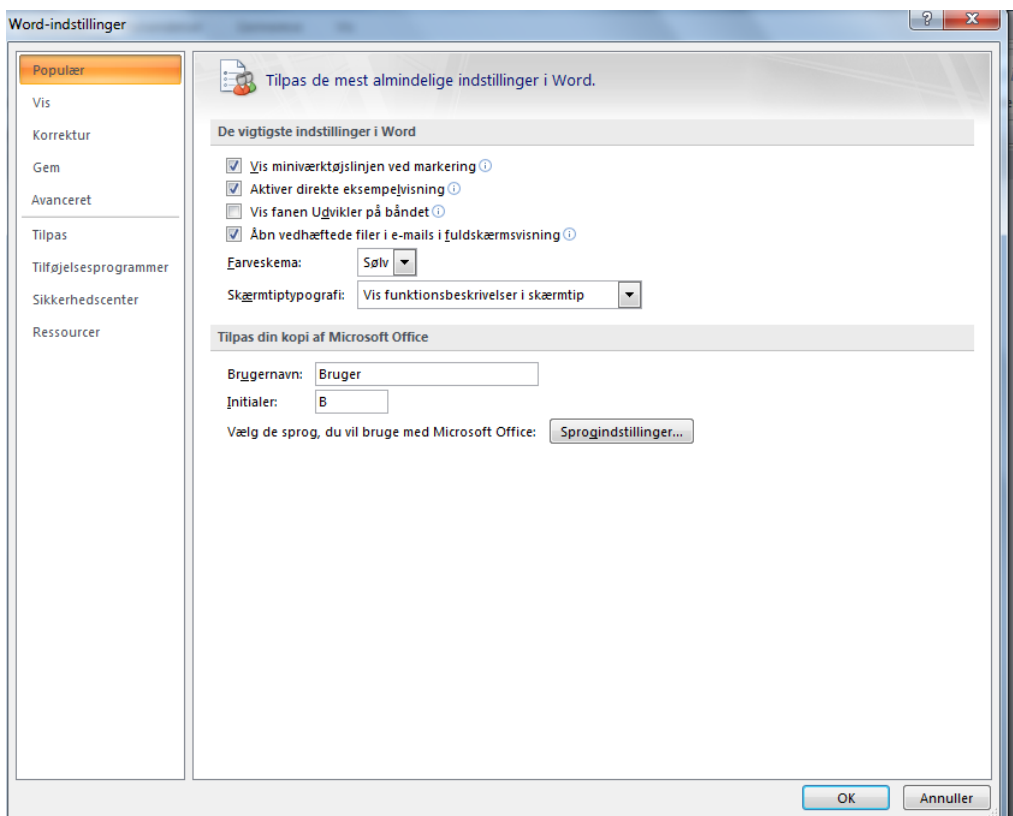 Word-indstillinger
Populær
Vis
Korrektur
Gem
Avanceret
Tilpas
Tilføjelsesprogrammer
Sikkerhedscenter
Ressourcer
Tilpas de mest almindelige indstillinger i Word.
De vigtigste indstillinger i Word
Vis miniværktøjslinjen ved markering
Aktiver direkte eksempelvisning
Vis fanen Udvikler på båndet
Åbn vedhæftede filer i e-mails i fuldskærmsvisning
Farveskema: Sølv
Skærmtiptypografi: Vis funktionsbeskrivelser i skærmtip
Tilpas din kopi af Microsoft Office
Brugernavn: Bruger
Initialer: B
Vælg de sprog, du vil bruge med Microsoft Office: Sprogindstillinger...
OK Annuller